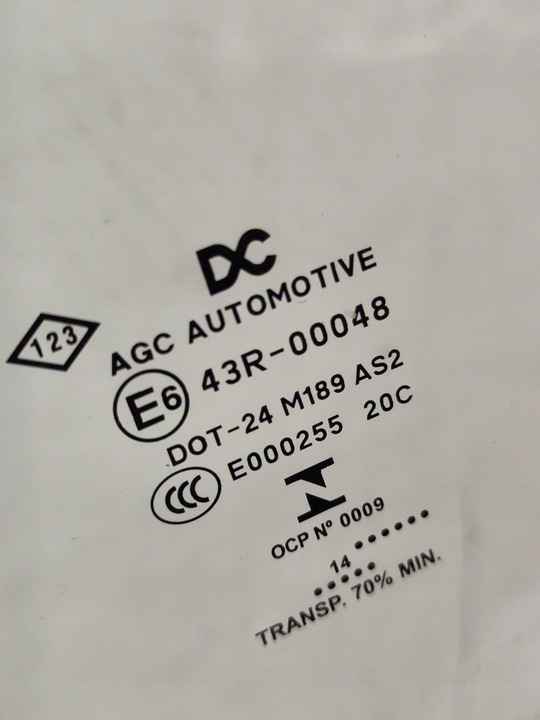 DC
AGC AUTOMOTIVE
123
E6 43R-00048
DOT-24 M189 AS2
CCC E000255 20C
OCP Nº 0009
14
TRANSP. 70% MIN.